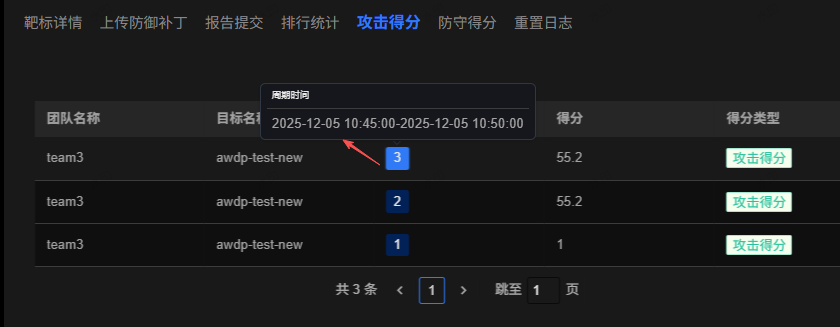 靶标详情 上传防御补丁 报告提交 排行统计 攻击得分 防守得分 重置日志
周期时间
2025-12-05 10:45:00-2025-12-05 10:50:00
团队名称 目标名 得分 得分类型
team3 awdp-test-new 3 55.2 攻击得分
team3 awdp-test-new 2 55.2 攻击得分
team3 awdp-test-new 1 1 攻击得分
共 3 条 < 1 > 跳至 1 页